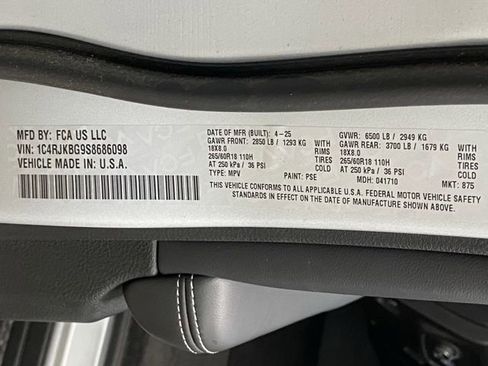 MFD BY: FCA US LLC
VIN: 1C4RJKBG9S8686098
VEHICLE MADE IN: U.S.A.
DATE OF MFR (BUILT): 4-25
GAWR FRONT: 2850 LB / 1293 KG WITH
18X8.0 RIMS
265/60R18 110H TIRES
AT 250 kPa / 36 PSI COLD
TYPE: MPV PAINT: PSE
GVWR: 6500 LB / 2949 KG
GAWR REAR: 3700 LB / 1679 KG WITH
18X8.0 RIMS
265/60R18 110H TIRES
AT 250 kPa / 36 PSI COLD
MDH: 041710 MKT: 875
THIS VEHICLE CONFORMS TO ALL APPLICABLE U.S.A. FEDERAL MOTOR VEHICLE SAFETY
STANDARDS IN EFFECT ON THE DATE OF MANUFACTURE SHOWN ABOVE.